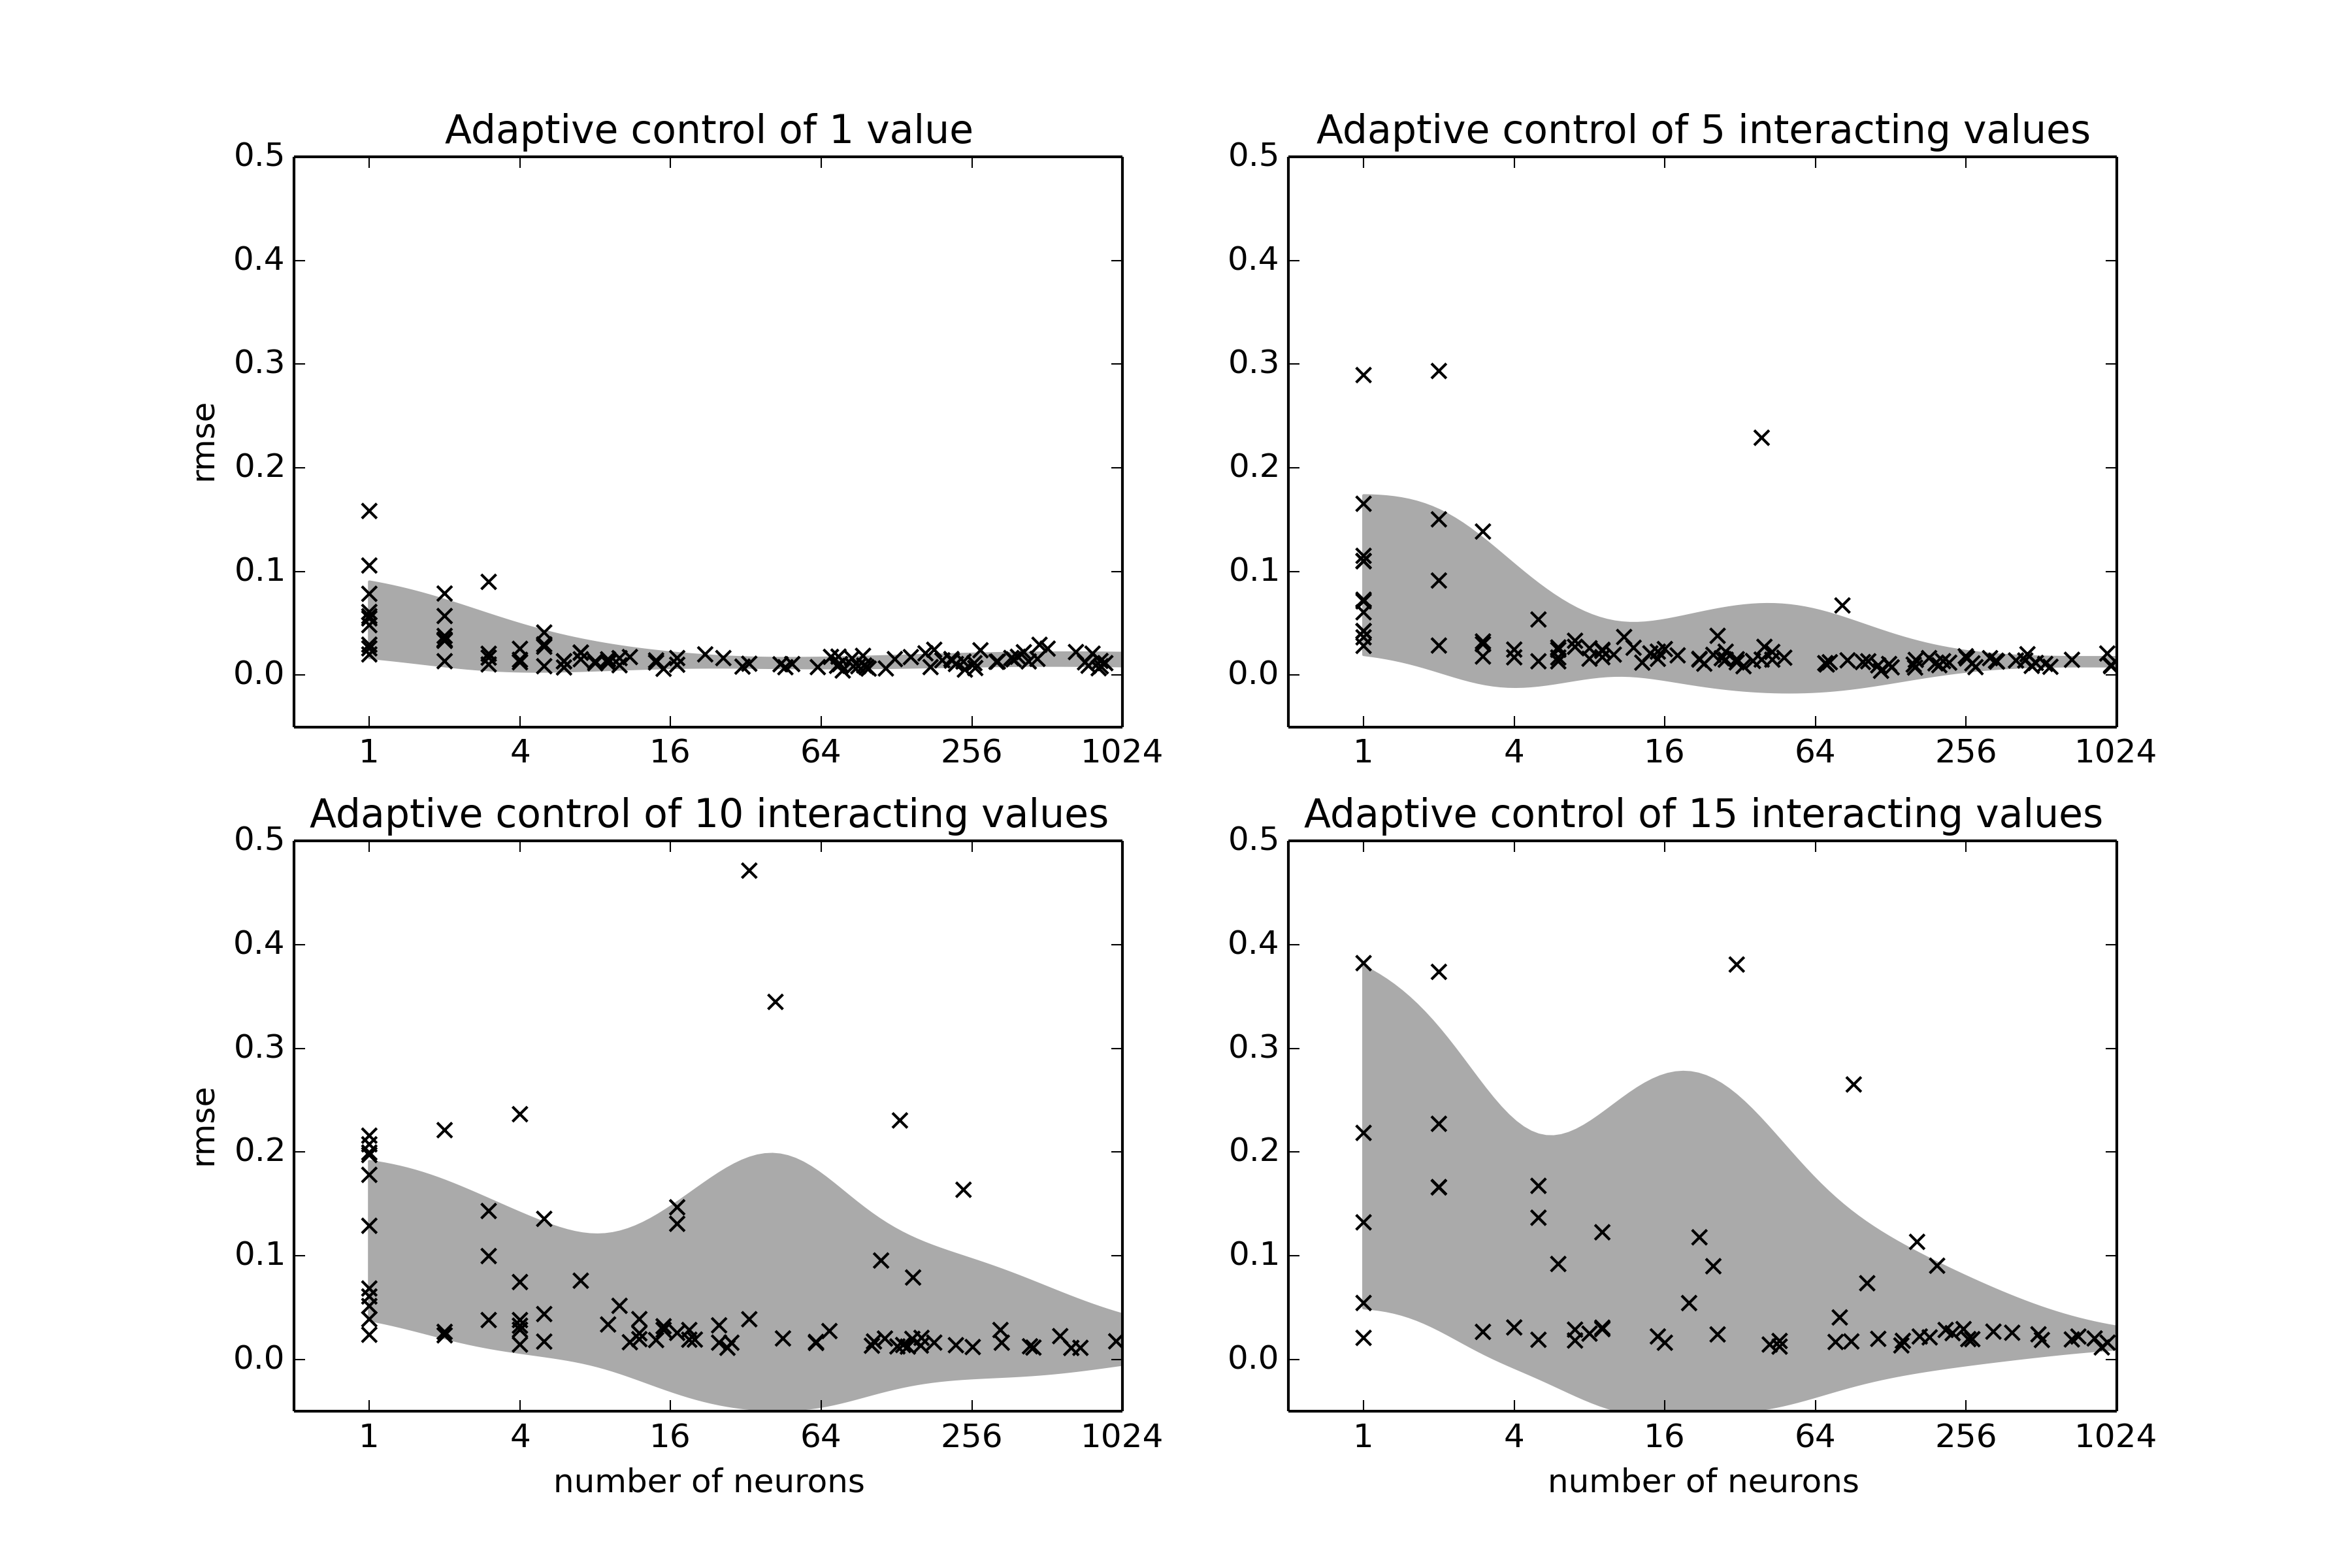 Adaptive control of 1 value
0.5
0.4
0.3
0.2
0.1
0.0
rmse
1 4 16 64 256 1024
Adaptive control of 5 interacting values
0.5
0.4
0.3
0.2
0.1
0.0
1 4 16 64 256 1024
Adaptive control of 10 interacting values
0.5
0.4
0.3
0.2
0.1
0.0
rmse
1 4 16 64 256 1024
number of neurons
Adaptive control of 15 interacting values
0.5
0.4
0.3
0.2
0.1
0.0
1 4 16 64 256 1024
number of neurons